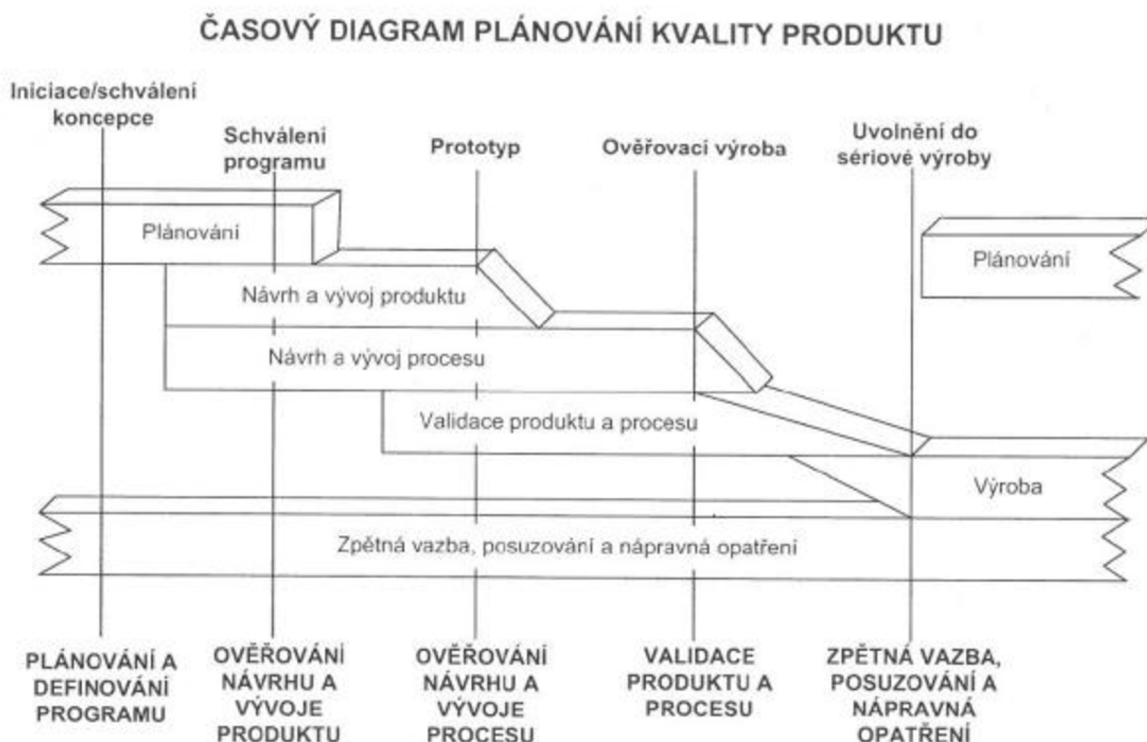 ČASOVÝ DIAGRAM PLÁNOVÁNÍ KVALITY PRODUKTU
Iniciace/schválení
koncepce
Schválení
programu
Prototyp
Ověřovací výroba
Uvolnění do
sériové výroby
Plánování
Plánování
Návrh a vývoj produktu
Návrh a vývoj procesu
Validace produktu a procesu
Výroba
Zpětná vazba, posuzování a nápravná opatření
PLÁNOVÁNÍ A
DEFINOVÁNÍ
PROGRAMU
OVĚŘOVÁNÍ
NÁVRHU A
VÝVOJE
PRODUKTU
OVĚŘOVÁNÍ
NÁVRHU A
VÝVOJE
PROCESU
VALIDACE
PRODUKTU A
PROCESU
ZPĚTNÁ VAZBA,
POSUZOVÁNÍ A
NÁPRAVNÁ
OPATŘENÍ